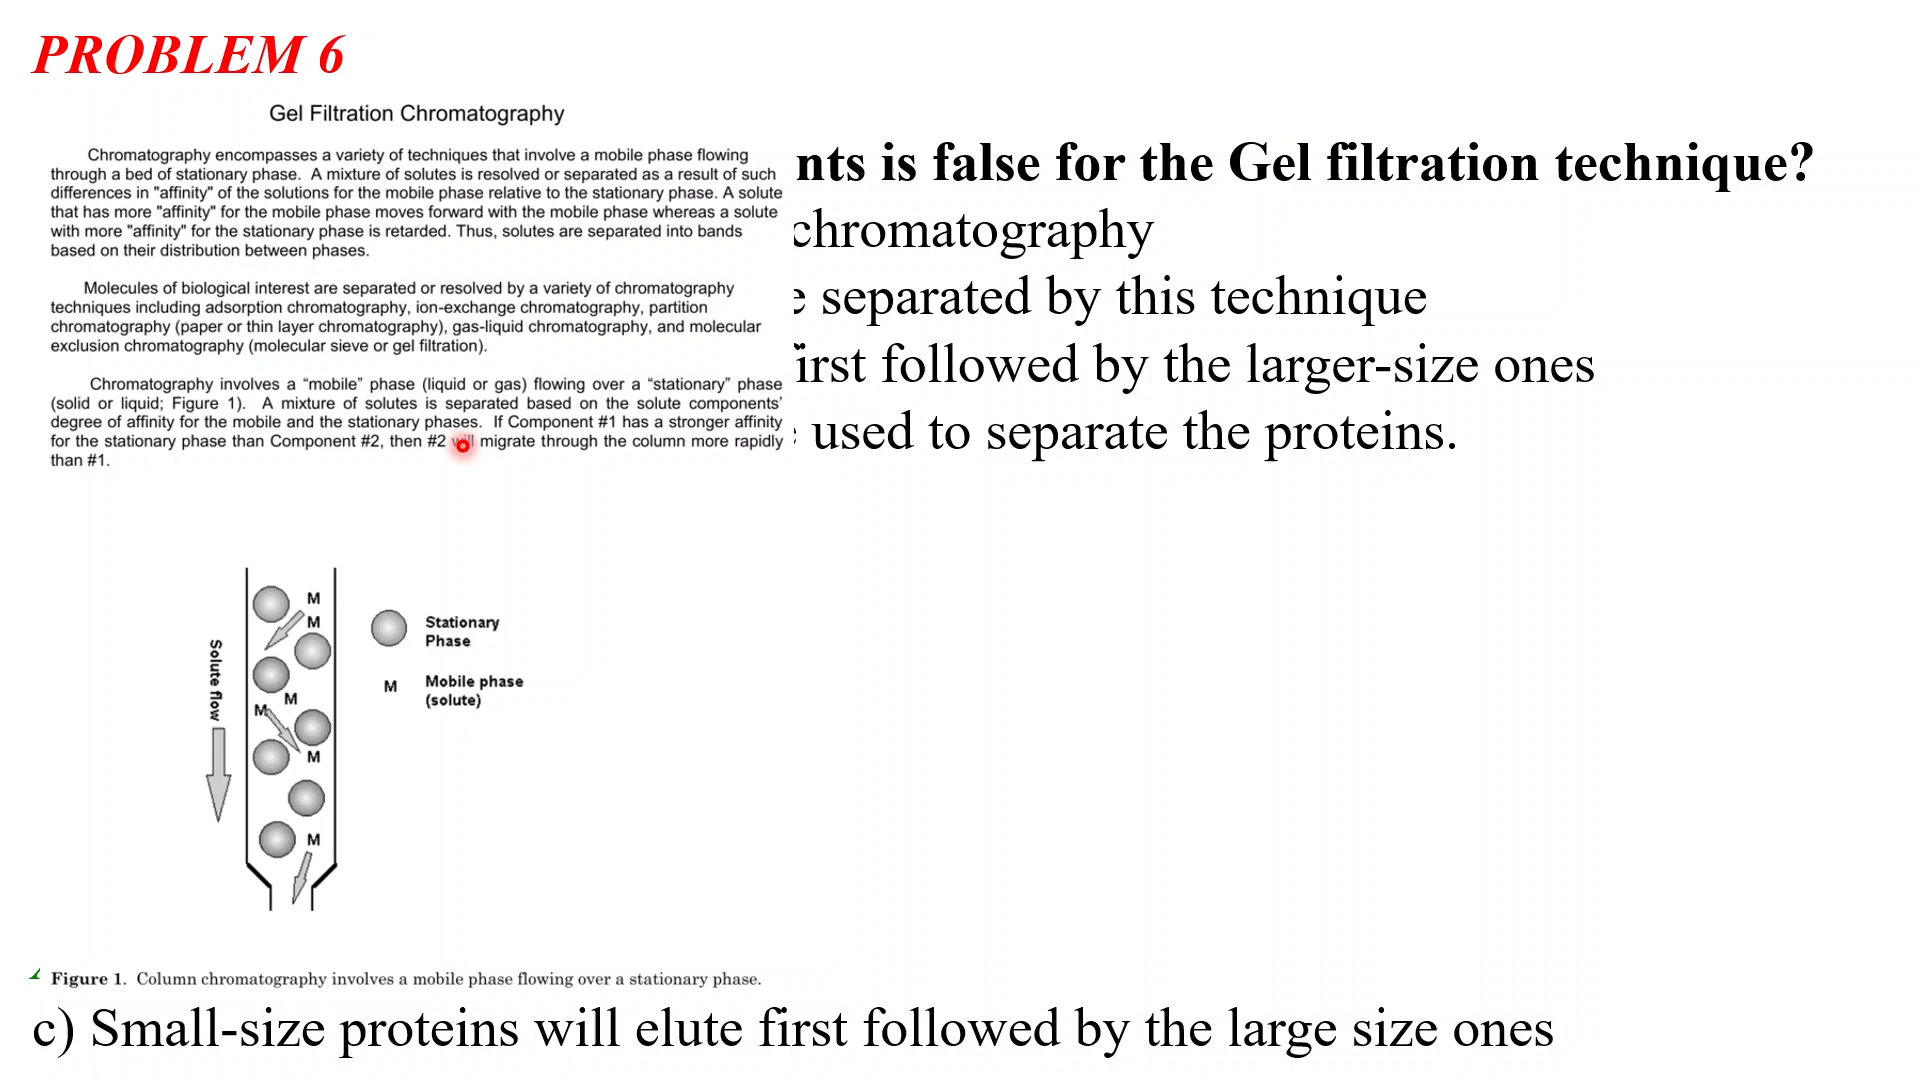 PROBLEM 6
Gel Filtration Chromatography
Chromatography encompasses a variety of techniques that involve a mobile phase flowing
through a bed of stationary phase. A mixture of solutes is resolved or separated as a result of such
differences in "affinity" of the solutions for the mobile phase relative to the stationary phase. A solute
that has more "affinity" for the mobile phase moves forward with the mobile phase whereas a solute
with more "affinity" for the stationary phase is retarded. Thus, solutes are separated into bands
based on their distribution between phases.
Molecules of biological interest are separated or resolved by a variety of chromatography
techniques including adsorption chromatography, ion-exchange chromatography, partition
chromatography (paper or thin layer chromatography), gas-liquid chromatography, and molecular
exclusion chromatography (molecular sieve or gel filtration).
Chromatography involves a “mobile” phase (liquid or gas) flowing over a “stationary” phase
(solid or liquid; Figure 1). A mixture of solutes is separated based on the solute components’
degree of affinity for the mobile and the stationary phases. If Component #1 has a stronger affinity
for the stationary phase than Component #2, then #2 will migrate through the column more rapidly
than #1.
nts is false for the Gel filtration technique?
chromatography
separated by this technique
irst followed by the larger-size ones
used to separate the proteins.
M
M
Solute flow
M
M
M
M
Stationary
Phase
M
Mobile phase
(solute)
Figure 1. Column chromatography involves a mobile phase flowing over a stationary phase.
c) Small-size proteins will elute first followed by the large size ones